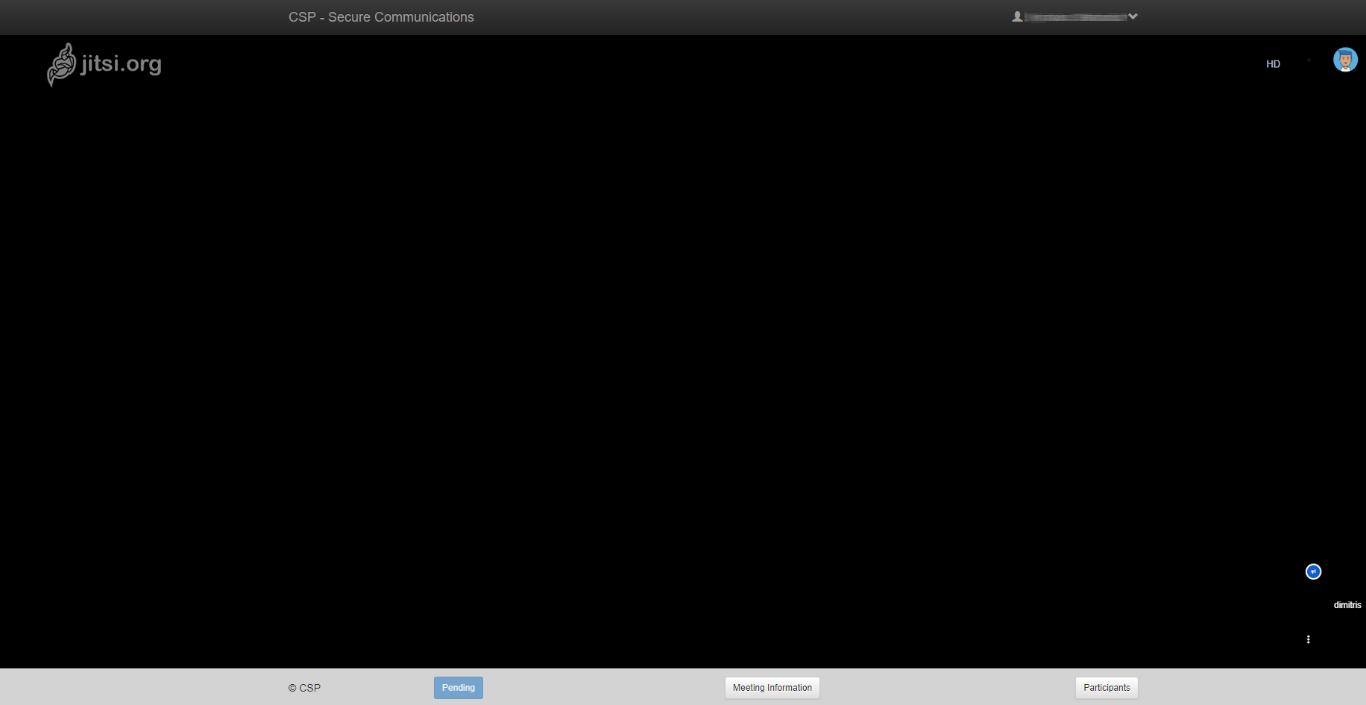 CSP - Secure Communications
jitsi.org
HD
dimitris
© CSP
Pending
Meeting Information
Participants